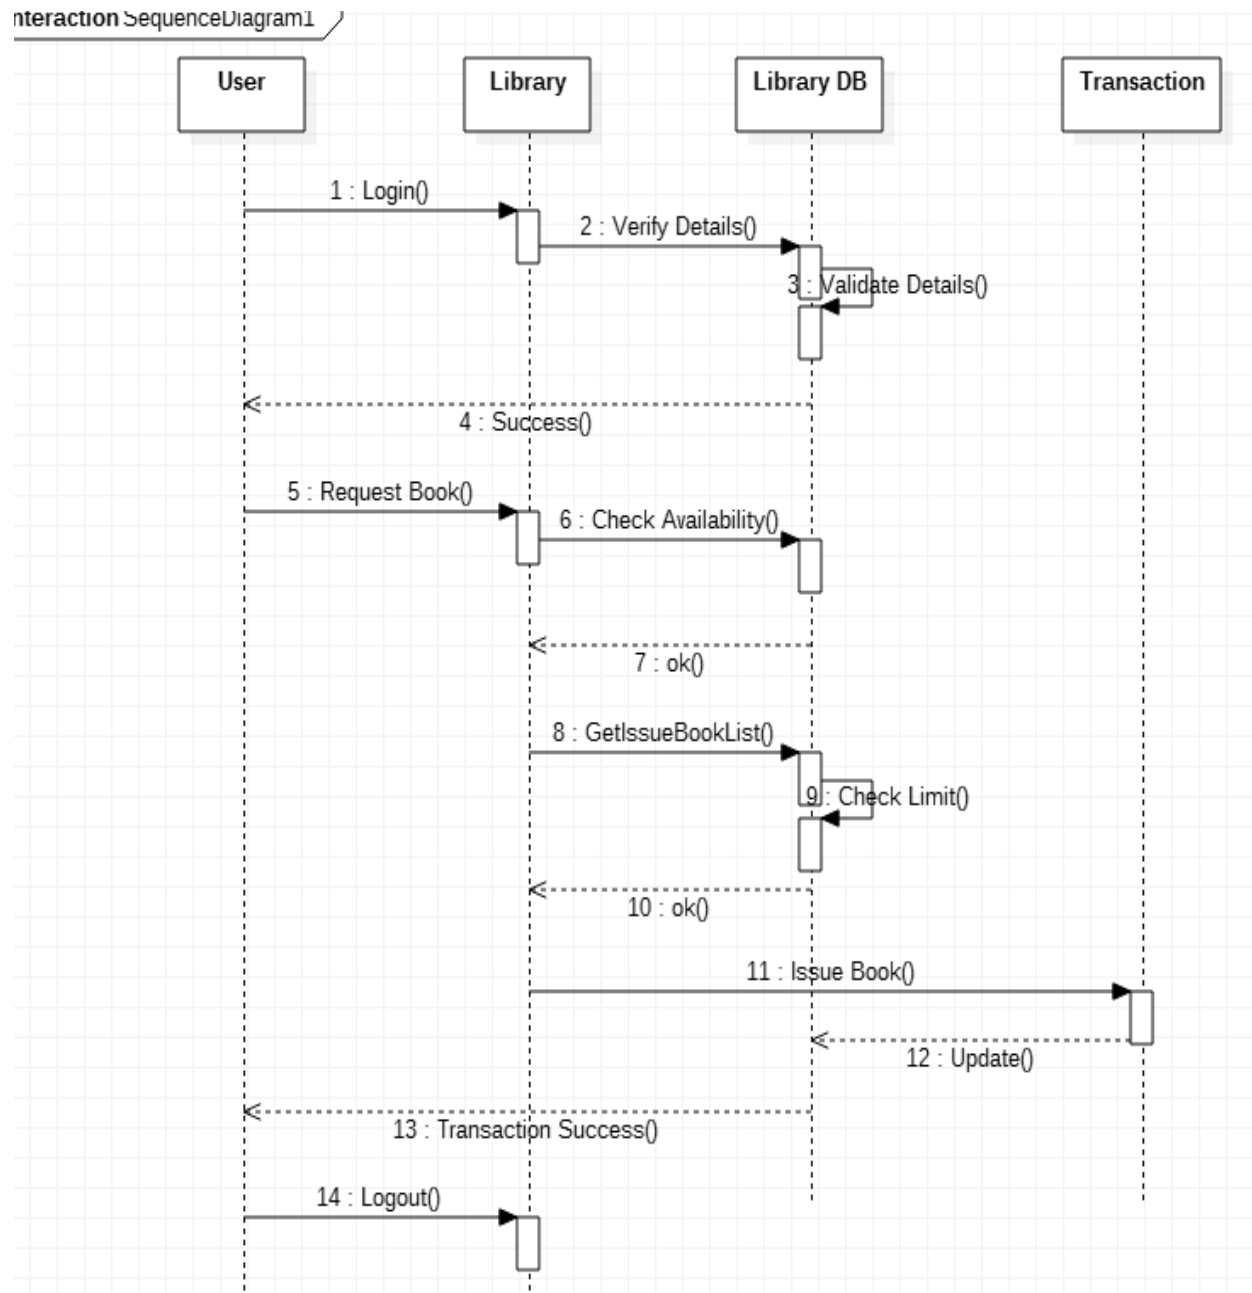 nteraction SequenceDiagram1
User
Library
Library DB
Transaction
1 : Login()
2 : Verify Details()
3 : Validate Details()
4 : Success()
5 : Request Book()
6 : Check Availability()
7 : ok()
8 : GetIssueBookList()
9 : Check Limit()
10 : ok()
11 : Issue Book()
12 : Update()
13 : Transaction Success()
14 : Logout()